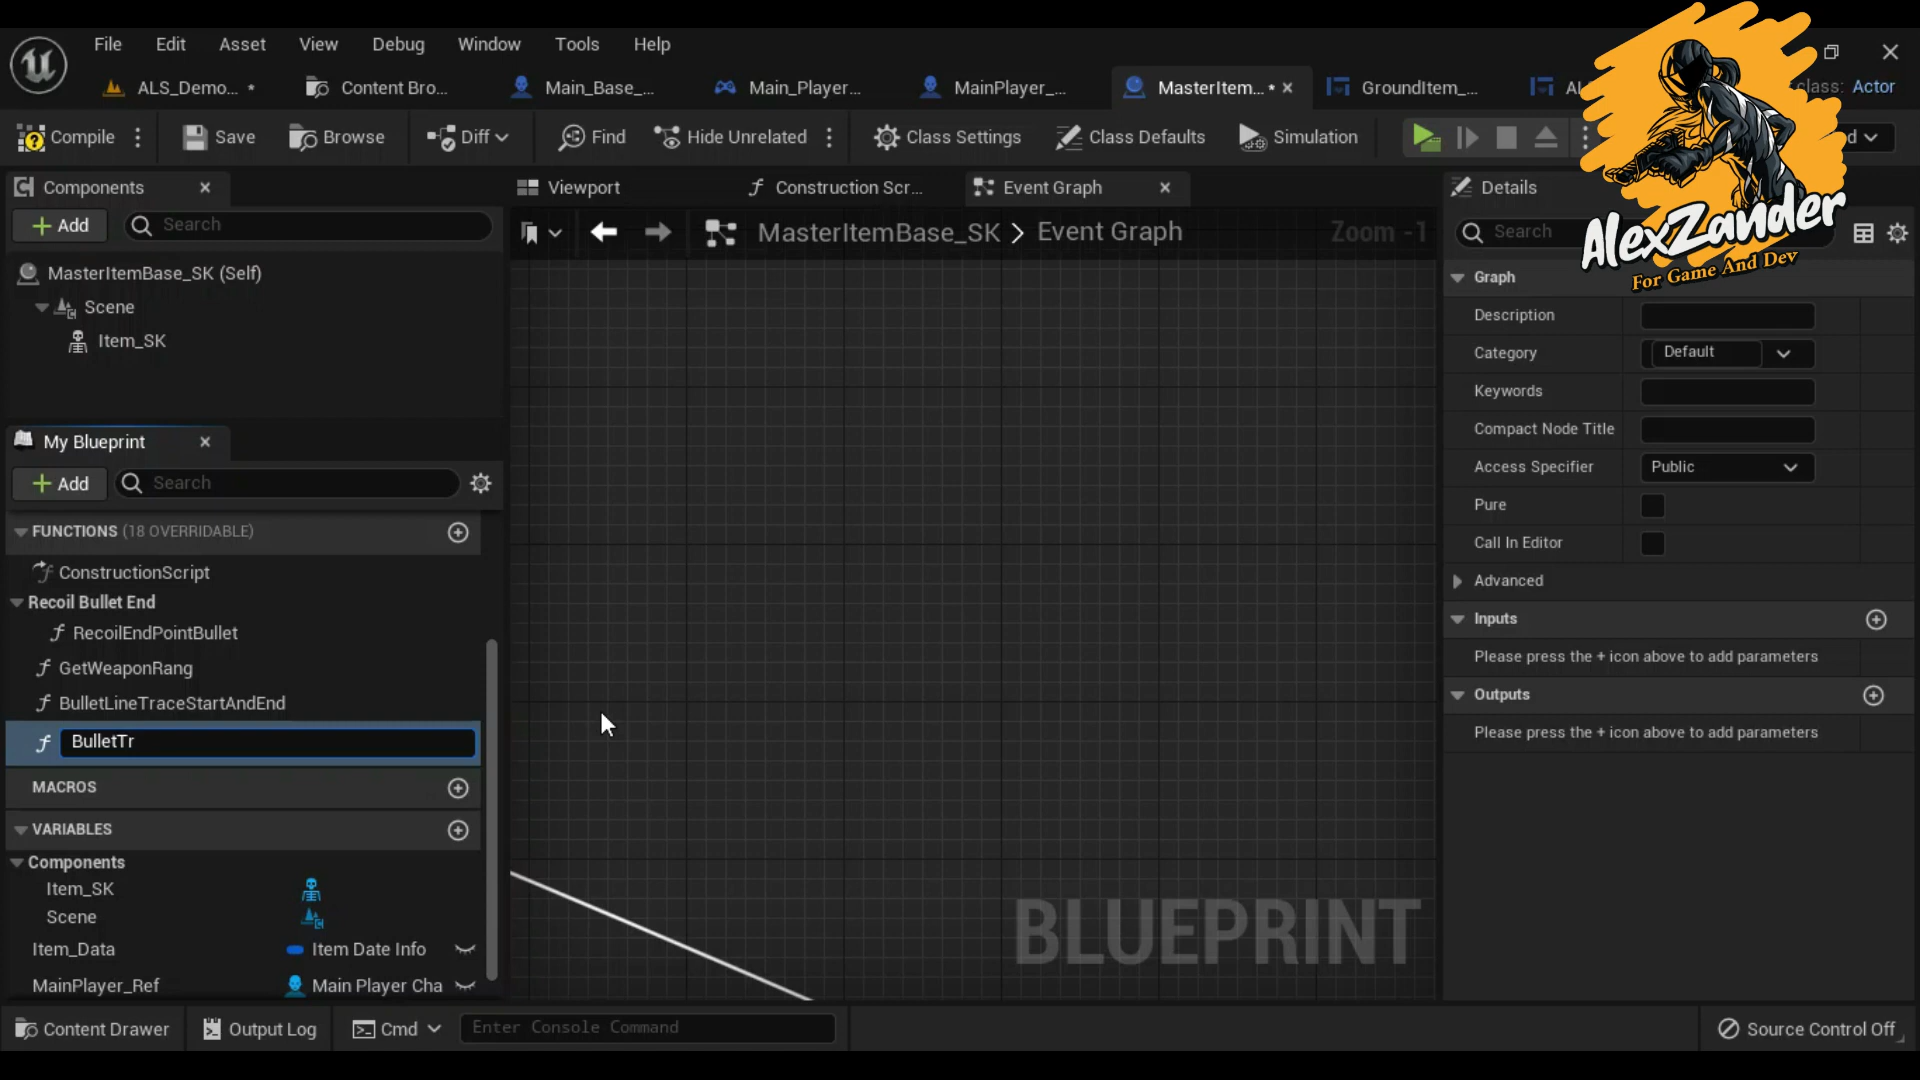 File Edit Asset View Debug Window Tools Help
ALS_Demo... • Content Bro... Main_Base_... Main_Player... MainPlayer_... MasterItem... • GroundItem_... class: Actor
Compile Save Browse Diff Find Hide Unrelated Class Settings Class Defaults Simulation
AlexZander
For Game And Dev
Components
Add Search
MasterItemBase_SK (Self)
Scene
Item_SK
My Blueprint
Add Search
FUNCTIONS (18 OVERRIDABLE)
ConstructionScript
Recoil Bullet End
RecoilEndPointBullet
GetWeaponRang
BulletLineTraceStartAndEnd
BulletTr
MACROS
VARIABLES
Components
Item_SK
Scene
Item_Data Item Date Info
MainPlayer_Ref Main Player Cha
Viewport Construction Scr... Event Graph
MasterItemBase_SK > Event Graph Zoom -1
BLUEPRINT
Details
Search
Graph
Description
Category Default
Keywords
Compact Node Title
Access Specifier Public
Pure
Call In Editor
Advanced
Inputs
Please press the + icon above to add parameters
Outputs
Please press the + icon above to add parameters
Content Drawer Output Log Cmd Enter Console Command Source Control Off